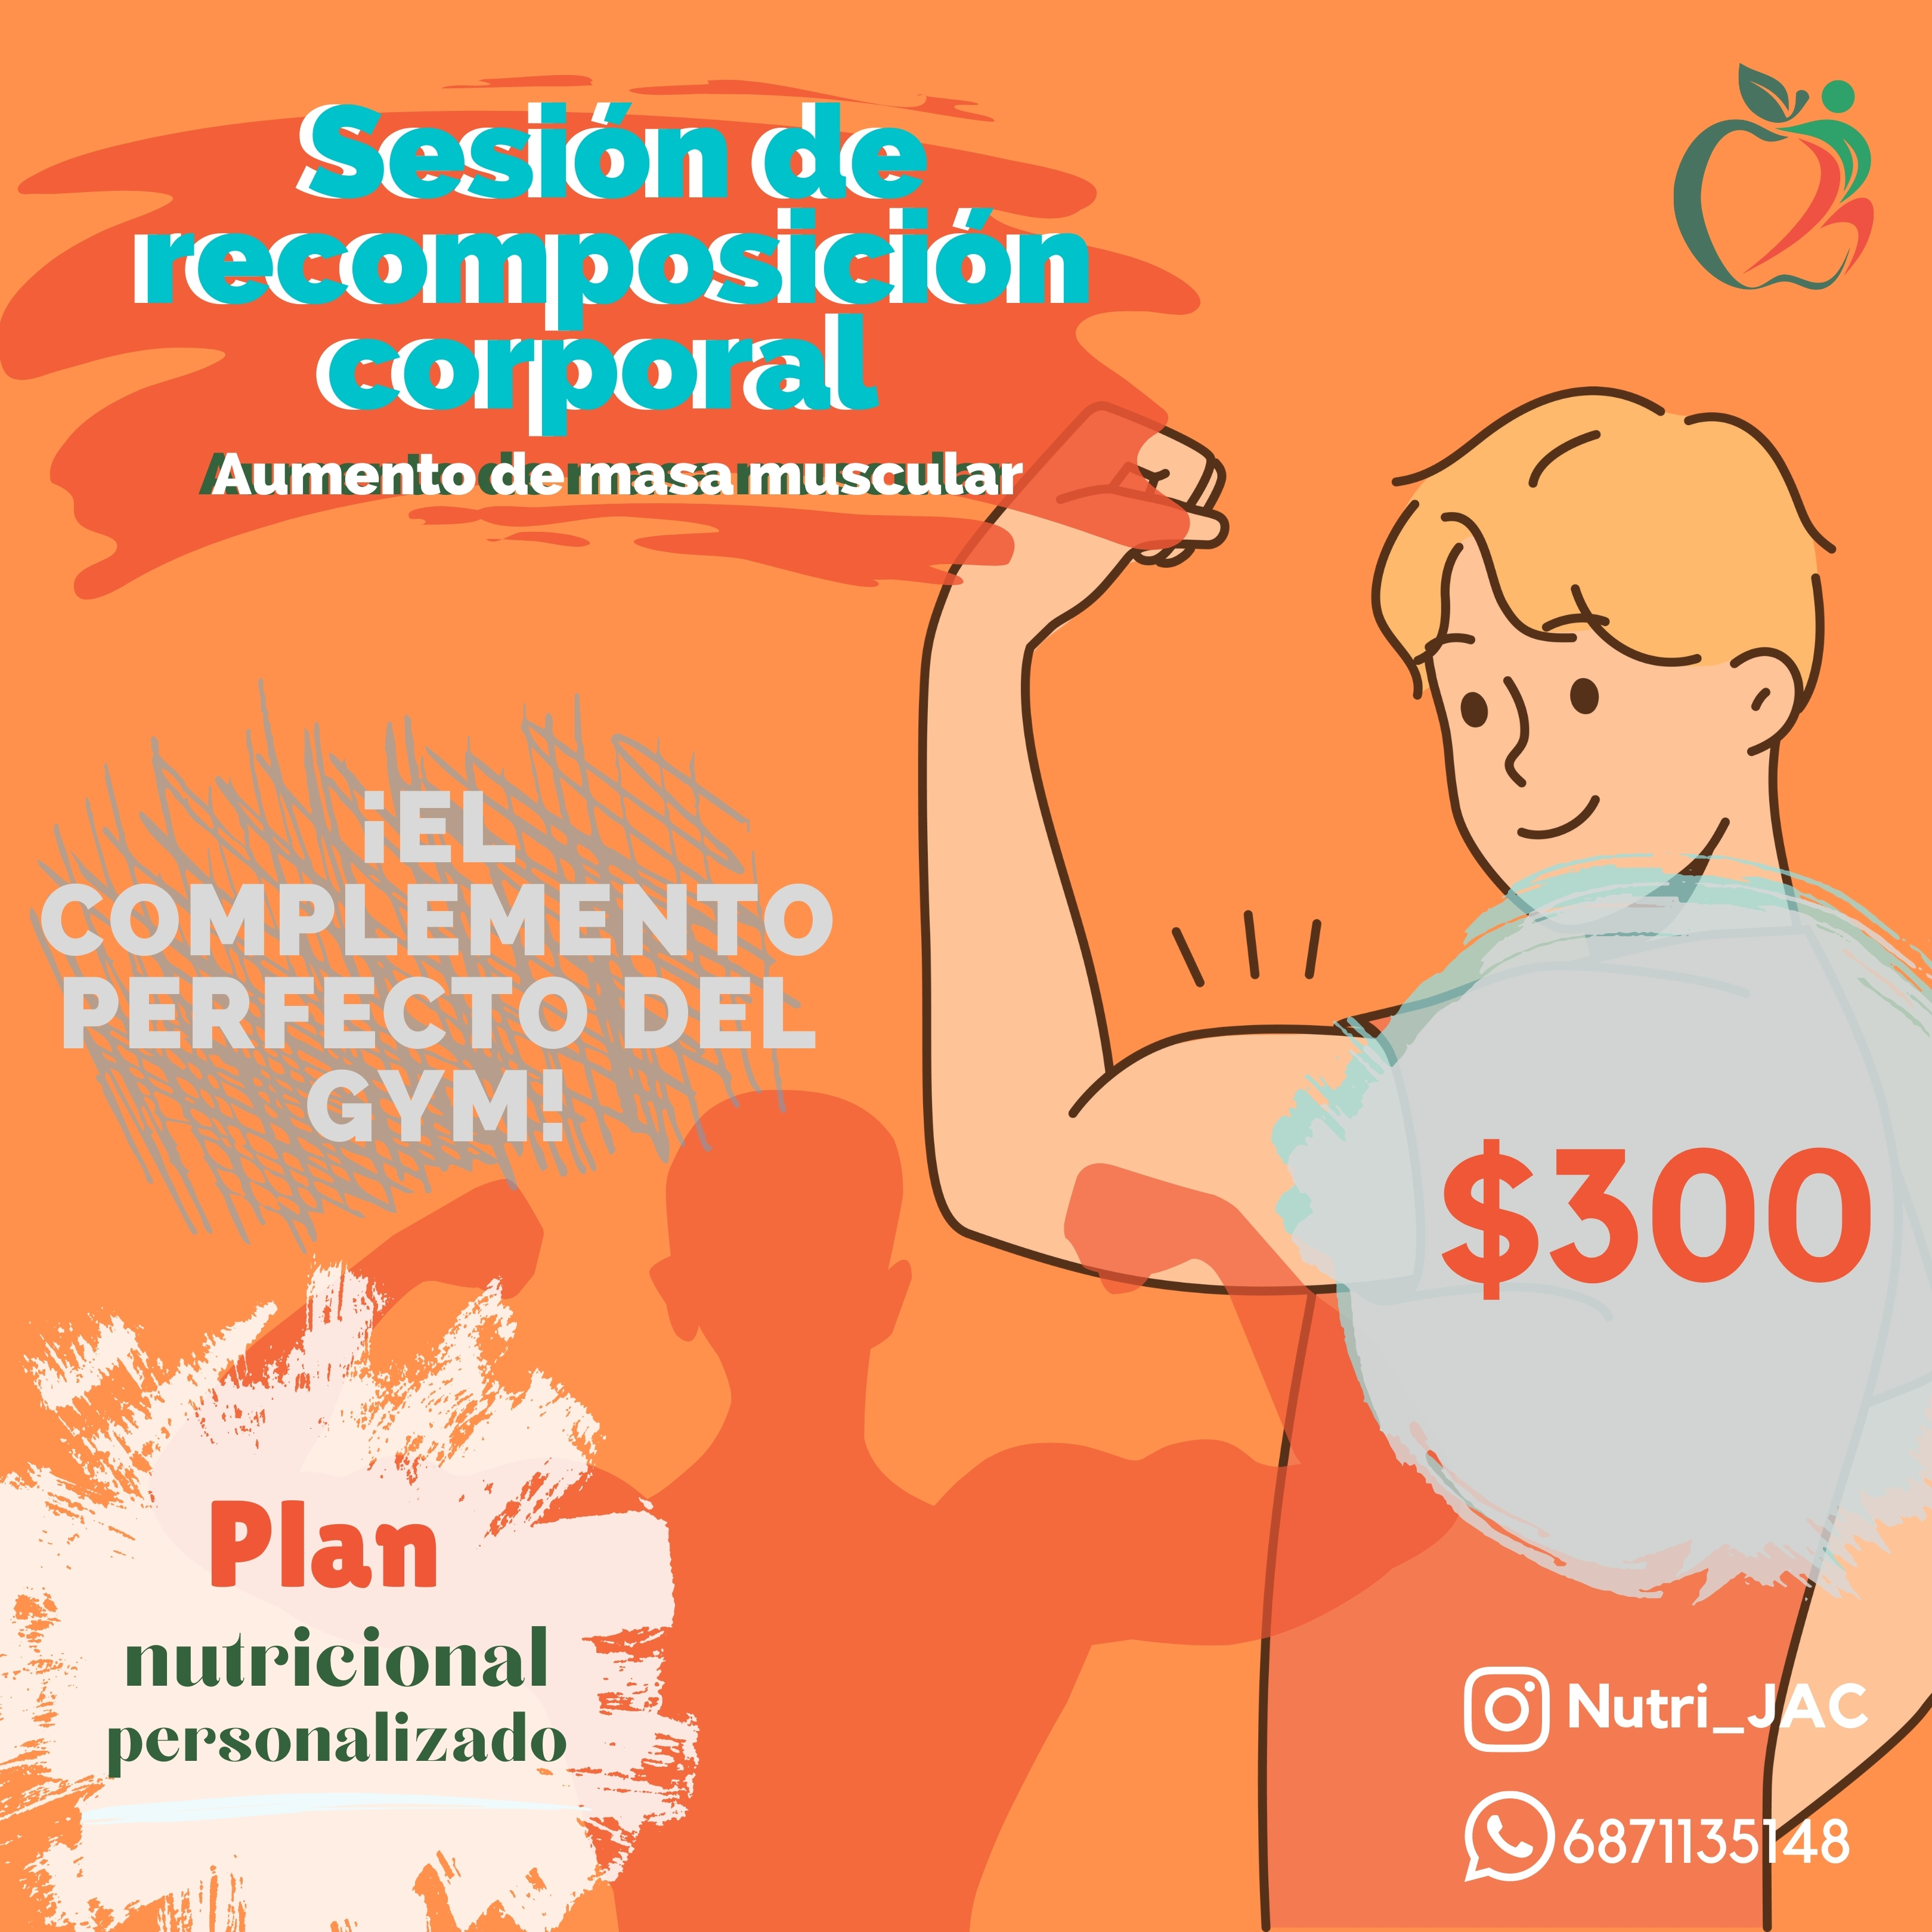 Sesión de
recomposición
corporal
Aumento de masa muscular
¡EL
COMPLEMENTO
PERFECTO DEL
GYM!
$300
Plan
nutricional
personalizado
Nutri_JAC
6871135148